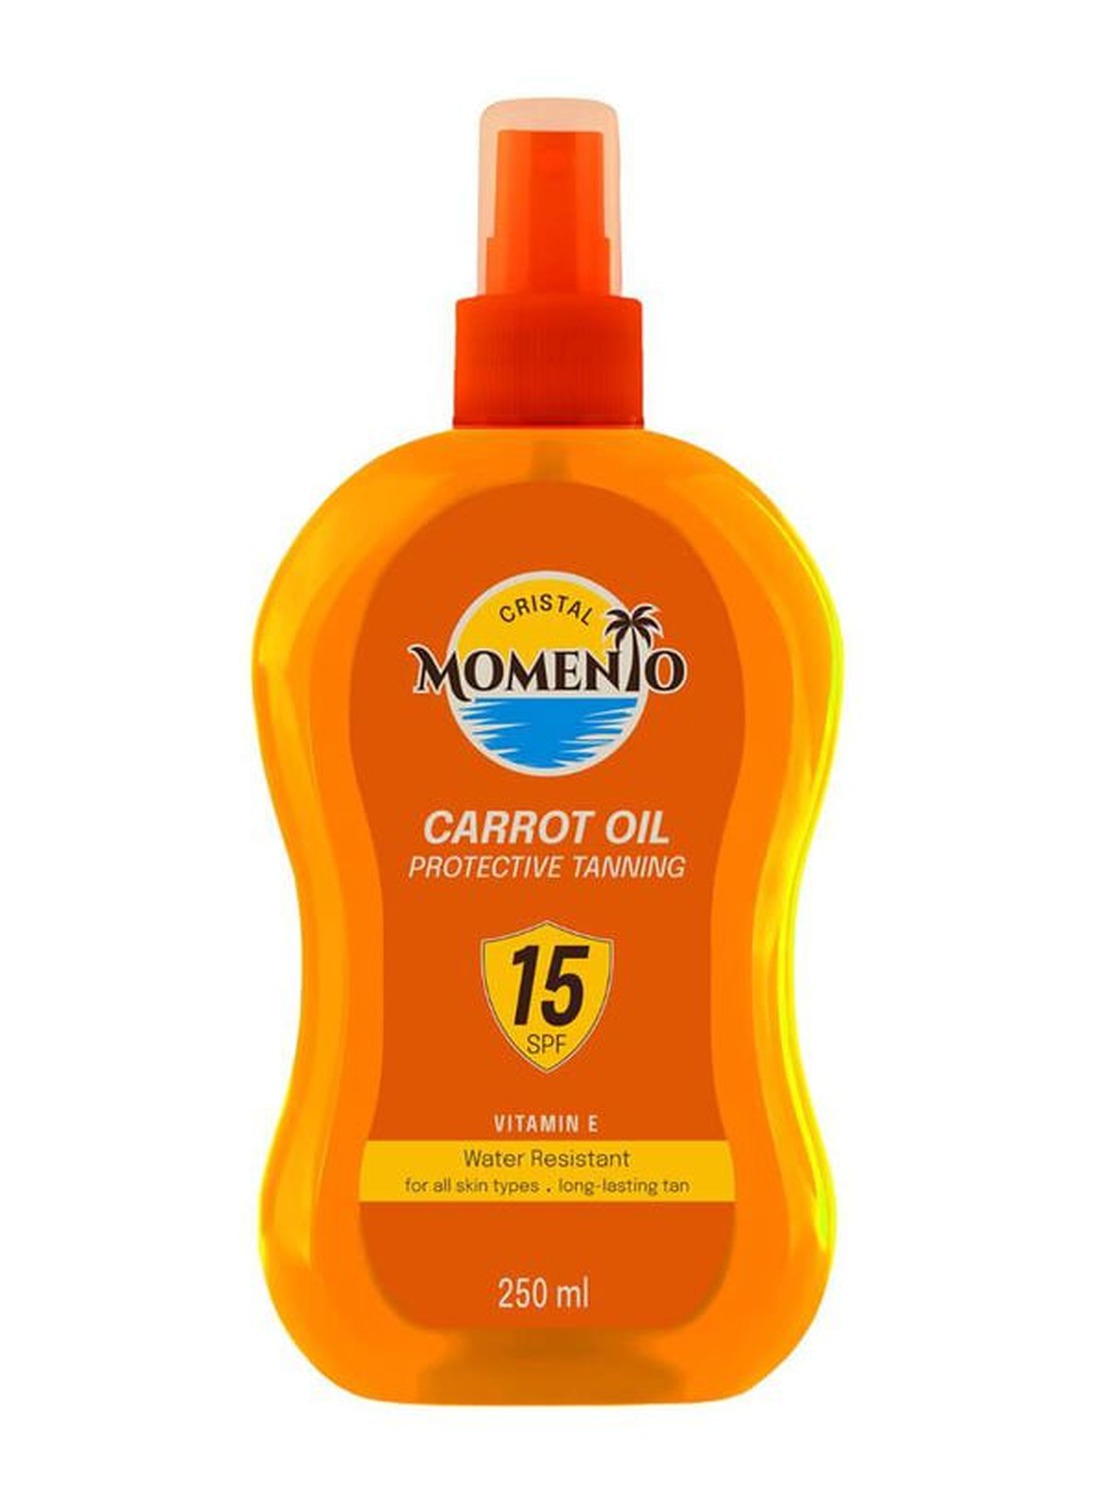 CRISTAL
MOMENTO
CARROT OIL
PROTECTIVE TANNING
15
SPF
VITAMIN E
Water Resistant
for all skin types . long-lasting tan
250 ml